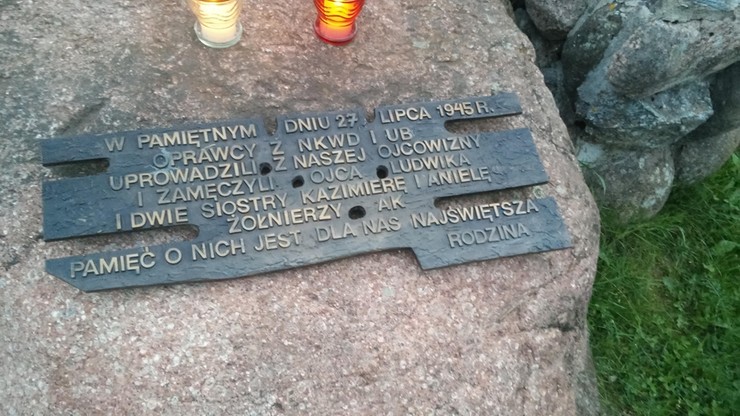 W PAMIĘTNYM DNIU 27 LIPCA 1945 R.
OPRAWCY Z NKWD I UB
UPROWADZILI Z NASZEJ OJCOWIZNY
I ZAMĘCZYLI OJCA LUDWIKA
I DWIE SIOSTRY KAZIMIERĘ I ANIELĘ
ŻOŁNIERZY AK
PAMIĘĆ O NICH JEST DLA NAS NAJŚWIĘTSZA
RODZINA